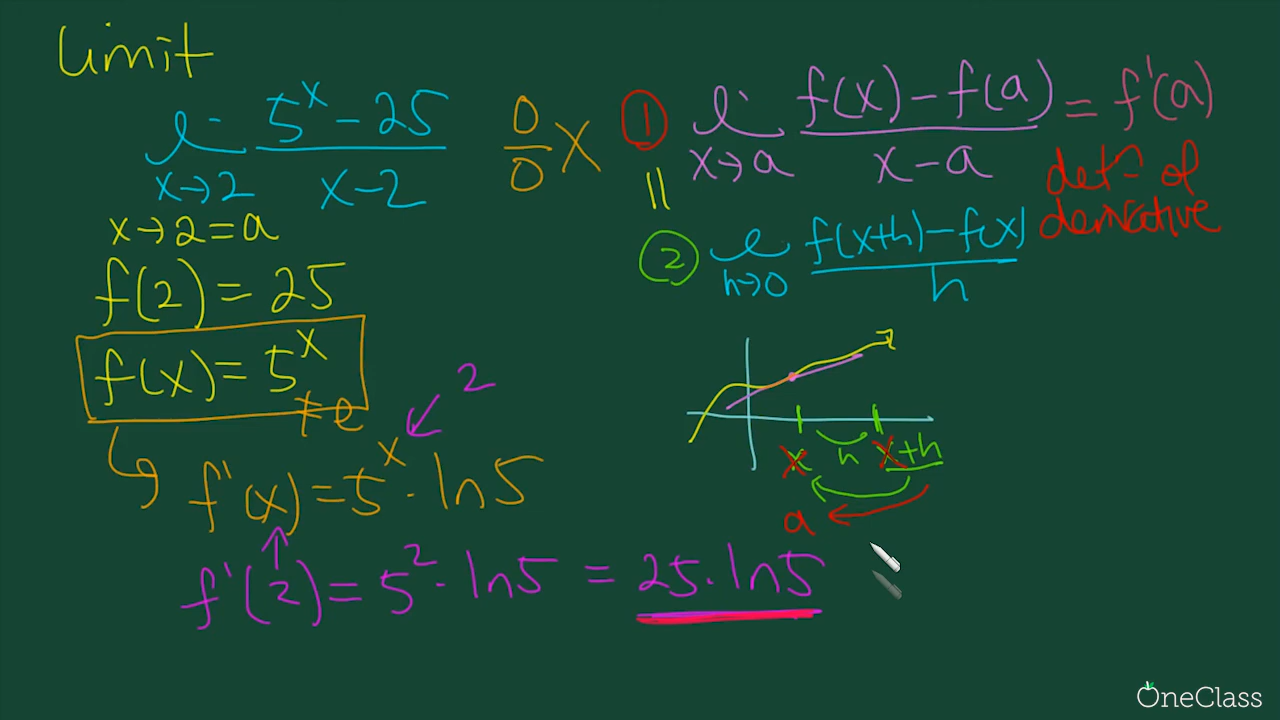 limit
lim 5^x - 25 / x - 2
x→2
0/0 X
x→2 = a
f(2) = 25
f(x) = 5^x
≠ e
2
f'(x) = 5^x · ln5
f'(2) = 5^2 · ln5 = 25 · ln5
① lim f(x) - f(a) / x - a = f'(a)
x→a
def= of
derivative
||
② lim f(x+h) - f(x) / h
h→0
x h x+h
a
OneClass